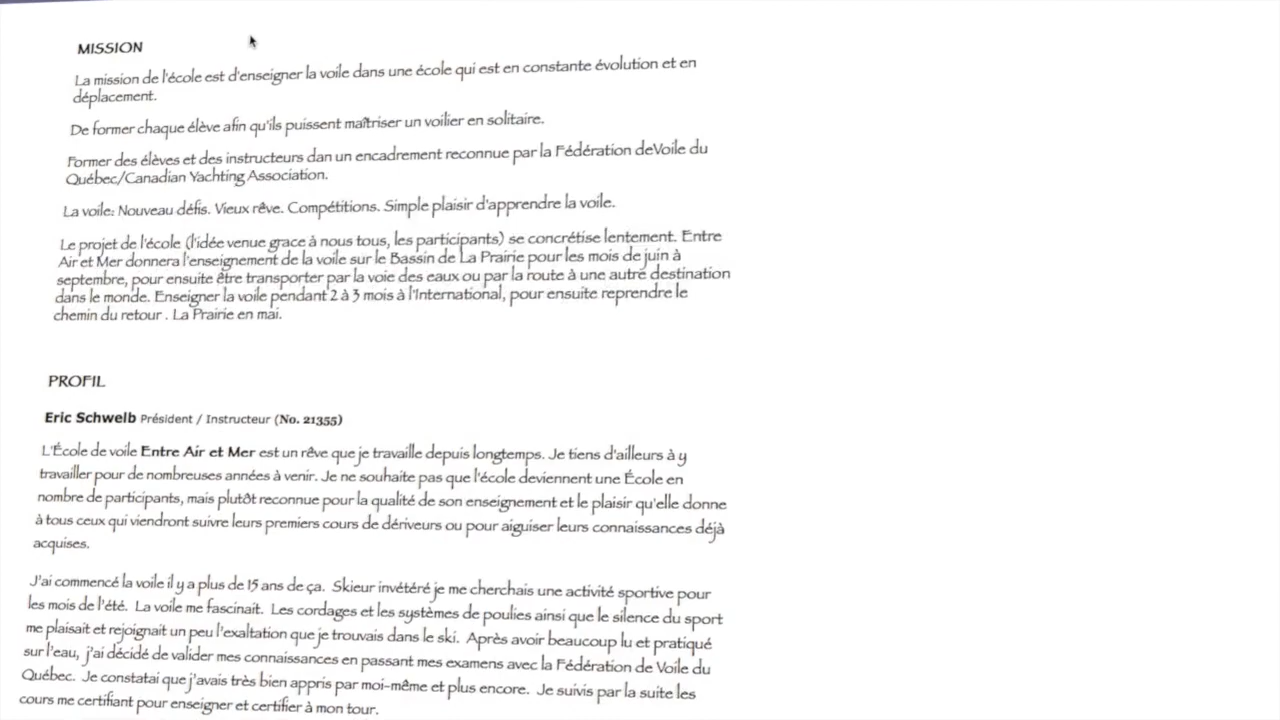 MISSION
La mission de l'école est d'enseigner la voile dans une école qui est en constante évolution et en
déplacement.
De former chaque élève afin qu'ils puissent maîtriser un voilier en solitaire.
Former des élèves et des instructeurs dan un encadrement reconnue par la Fédération deVoile du
Québec/Canadian Yachting Association.
La voile: Nouveau défis. Vieux rêve. Compétitions. Simple plaisir d'apprendre la voile.
Le projet de l'école (l'idée venue grace à nous tous, les participants) se concrétise lentement. Entre
Air et Mer donnera l'enseignement de la voile sur le Bassin de La Prairie pour les mois de juin à
septembre, pour ensuite être transporter par la voie des eaux ou par la route à une autre destination
dans le monde. Enseigner la voile pendant 2 à 3 mois à l'International, pour ensuite reprendre le
chemin du retour . La Prairie en mai.
PROFIL
Eric Schwelb Président / Instructeur (No. 21355)
L'École de voile Entre Air et Mer est un rêve que je travaille depuis longtemps. Je tiens d'ailleurs à y
travailler pour de nombreuses années à venir. Je ne souhaite pas que l'école deviennent une École en
nombre de participants, mais plutôt reconnue pour la qualité de son enseignement et le plaisir qu'elle donne
à tous ceux qui viendront suivre leurs premiers cours de dériveurs ou pour aiguiser leurs connaissances déjà
acquises.
J'ai commencé la voile il y a plus de 15 ans de ça. Skieur invétéré je me cherchais une activité sportive pour
les mois de l'été. La voile me fascinait. Les cordages et les systèmes de poulies ainsi que le silence du sport
me plaisait et rejoignait un peu l'exaltation que je trouvais dans le ski. Après avoir beaucoup lu et pratiqué
sur l'eau, j'ai décidé de valider mes connaissances en passant mes examens avec la Fédération de Voile du
Québec. Je constatai que j'avais très bien appris par moi-même et plus encore. Je suivis par la suite les
cours me certifiant pour enseigner et certifier à mon tour.